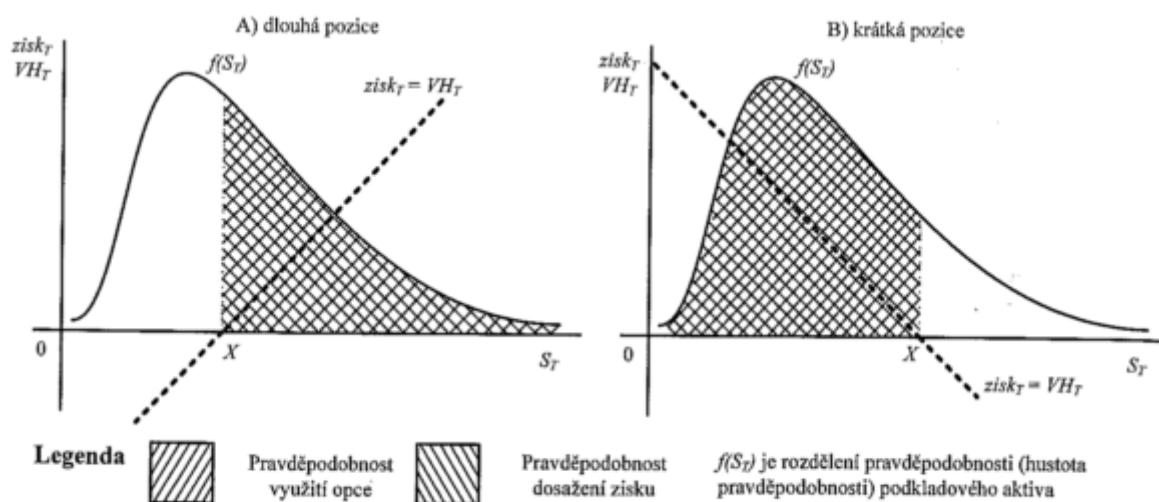 A) dlouhá pozice
zisk_T
VH_T
f(S_T)
zisk_T = VH_T
0
X
S_T
B) krátká pozice
zisk_T
VH_T
f(S_T)
0
X
S_T
zisk_T = VH_T
Legenda
Pravděpodobnost
využití opce
Pravděpodobnost
dosažení zisku
f(S_T) je rozdělení pravděpodobnosti (hustota
pravděpodobnosti) podkladového aktiva